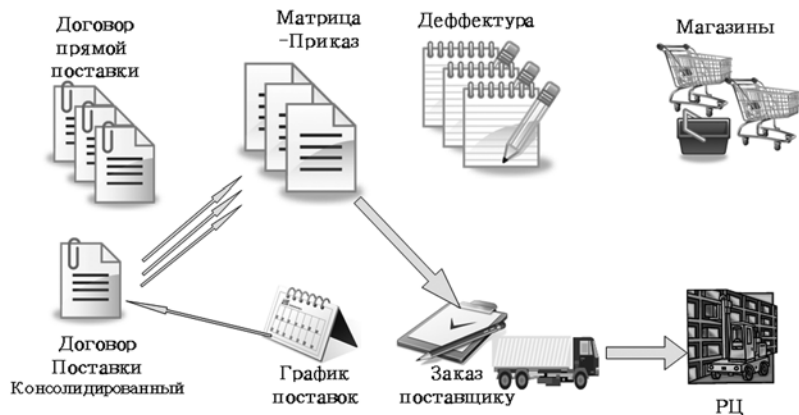 Договор
прямой
поставки
Матрица
-Приказ
Деффектура
Магазины
Договор
Поставки
Консолидированный
График
поставок
Заказ
поставщику
РЦ